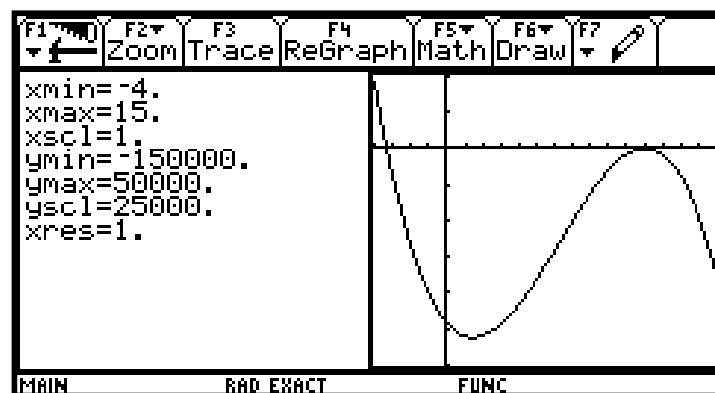 F1 F2 F3 F4 F5 F6 F7
Zoom Trace ReGraph Math Draw
xmin=-4.
xmax=15.
xscl=1.
ymin=-150000.
ymax=50000.
yscl=25000.
xres=1.
MAIN RAD EXACT FUNC